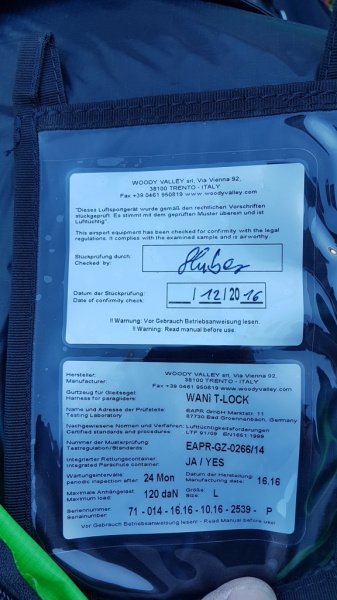 WOODY VALLEY srl, Via Vienna 92,
38100 TRENTO - ITALY
Fax +39 0461 950819 www.woodyvalley.com
"Dieses Luftsportgerät wurde gemäß den rechtlichen Vorschriften
stückgeprüft. Es stimmt mit dem geprüften Muster überein und ist
lufttüchtig".
This airsport equipment has been checked for confirmity with the legal
regulations. It complies with the examined sample and is airworthy.
Stückprüfung durch:
Checked by:
Datum der Stückprüfung:
Date of confirmity check:
__/12/2016
!! Warnung: Vor Gebrauch Betriebsanweisung lesen.
!! Warning: Read manual before use.
Hersteller: WOODY VALLEY srl, Via Vienna 92,
Manufacturer: 38100 TRENTO - ITALY
Fax +39 0461 950819 www.woodyvalley.com
Gurtzeug für Gleitsegel:
Harness for paragliders: WANI T-LOCK
Name und Adresse der Prüfstelle: EAPR GmbH Marktstr. 11
Testing Laboratory 87730 Bad Groenenbach, Germany
Nachgewiesene Normen und Verfahren: Luftüchtigkeitsforderungen
Certified standards and procedures: LTF 91/09 EN1651:1999
Nummer der Musterprüfung:
Testregulation/Standards: EAPR-GZ-0266/14
Integrierter Rettungscontainer:
Integrated Parachute container: JA / YES
Wartungsintervalle: Datum der Herstellung:
periodic inspection after 24 Mon Manufacturing date: 16.16
Maximale Anhängelast: Größe:
Maximum Load 120 daN Size: L
Seriennummer:
Serialnumber: 71 - 014 - 16.16 - 10.16 - 2539 - P
Vor Gebrauch Betriebsanweisung lesen - Read Manual before use!